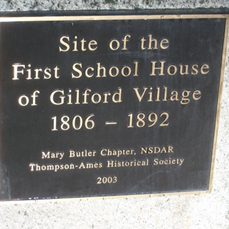 Site of the
First School House
of Gilford Village
1806 – 1892
Mary Butler Chapter, NSDAR
Thompson-Ames Historical Society
2003